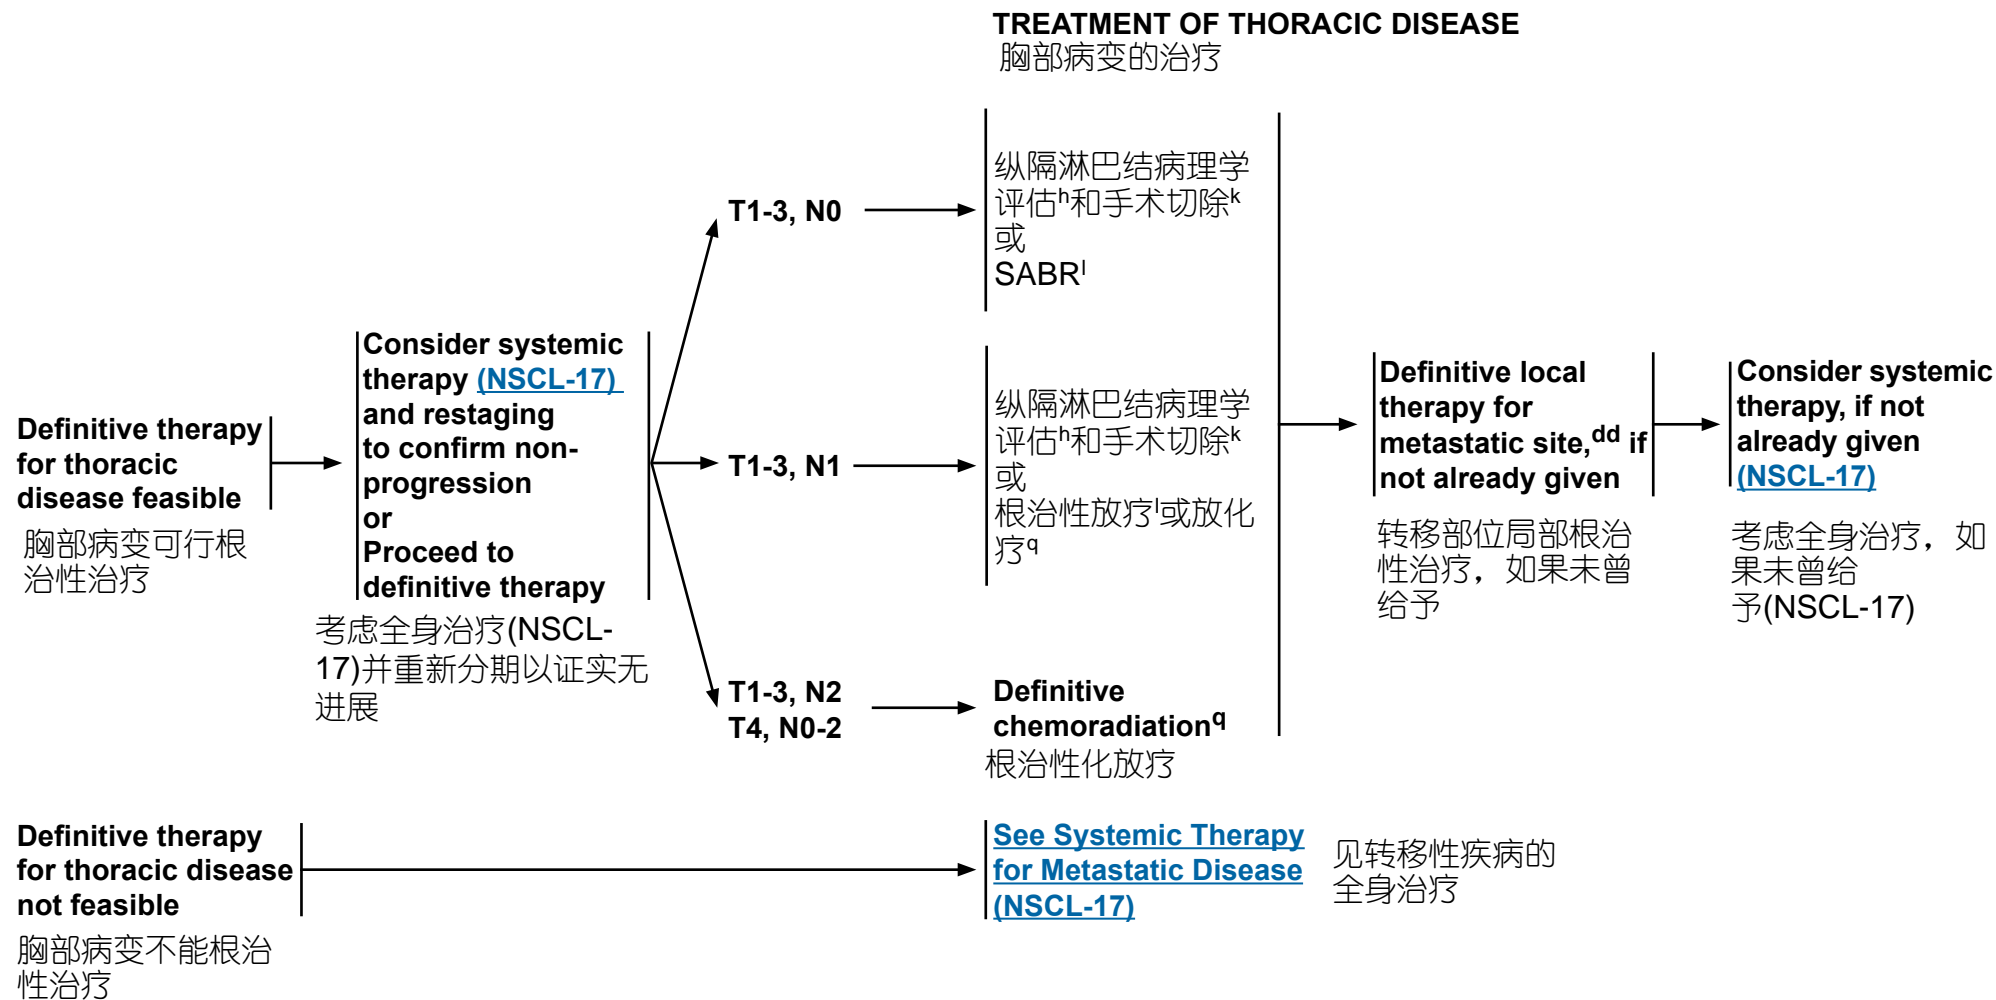 TREATMENT OF THORACIC DISEASE
胸部病变的治疗
Definitive therapy
for thoracic
disease feasible
胸部病变可行根
治性治疗
Consider systemic
therapy (NSCL-17)
and restaging
to confirm non-
progression
or
Proceed to
definitive therapy
考虑全身治疗(NSCL-
17)并重新分期以证实无
进展
T1-3, N0
纵隔淋巴结病理学
评估h和手术切除k
或
SABRl
T1-3, N1
纵隔淋巴结病理学
评估h和手术切除k
或
根治性放疗l或放化
疗q
T1-3, N2
T4, N0-2
Definitive
chemoradiationq
根治性化放疗
Definitive local
therapy for
metastatic site,dd if
not already given
转移部位局部根治
性治疗，如果未曾
给予
Consider systemic
therapy, if not
already given
(NSCL-17)
考虑全身治疗，如
果未曾给
予(NSCL-17)
Definitive therapy
for thoracic disease
not feasible
胸部病变不能根治
性治疗
See Systemic Therapy
for Metastatic Disease
(NSCL-17)
见转移性疾病的
全身治疗